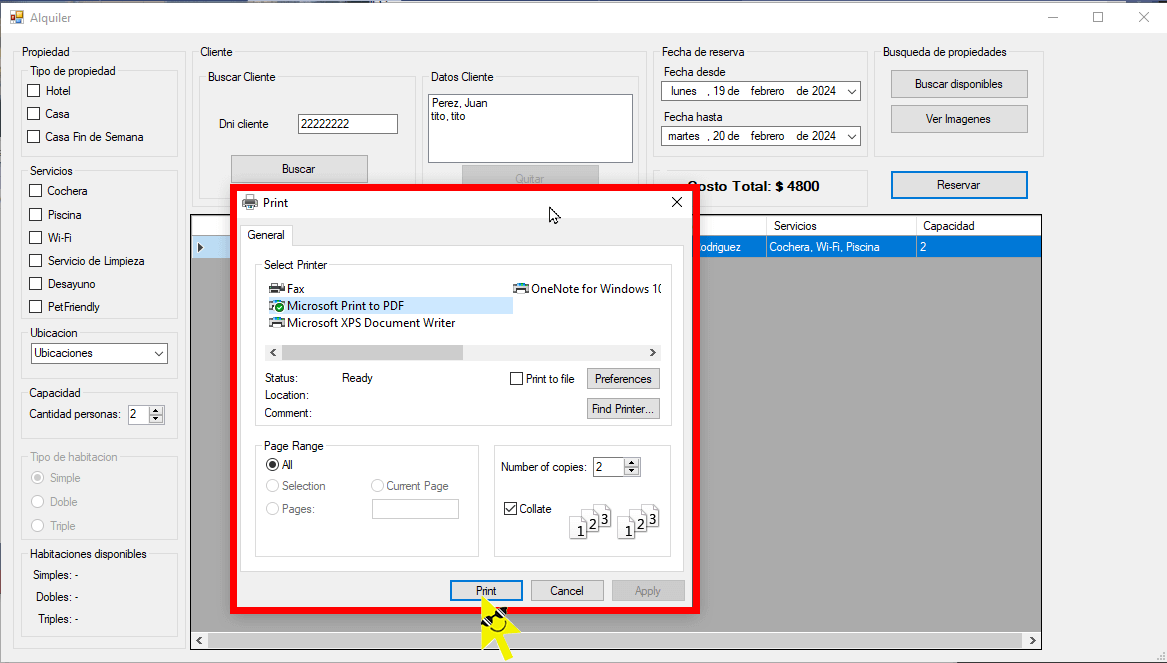 Alquiler
Propiedad
Tipo de propiedad
Hotel
Casa
Casa Fin de Semana
Servicios
Cochera
Piscina
Wi-Fi
Servicio de Limpieza
Desayuno
PetFriendly
Ubicacion
Ubicaciones
Capacidad
Cantidad personas: 2
Tipo de habitacion
Simple
Doble
Triple
Habitaciones disponibles
Simples: -
Dobles: -
Triples: -
Cliente
Buscar Cliente
Dni cliente 22222222
Buscar
Datos Cliente
Perez, Juan
tito, tito
Quitar
Fecha de reserva
Fecha desde
lunes , 19 de febrero de 2024
Fecha hasta
martes , 20 de febrero de 2024
Costo Total: $ 4800
Busqueda de propiedades
Buscar disponibles
Ver Imagenes
Reservar
Servicios Capacidad
odriguez Cochera, Wi-Fi, Piscina 2
Print
General
Select Printer
Fax
OneNote for Windows 10
Microsoft Print to PDF
Microsoft XPS Document Writer
Status: Ready
Location:
Comment:
Print to file
Preferences
Find Printer...
Page Range
All
Selection
Current Page
Pages:
Number of copies: 2
Collate
1 2 3 1 2 3
Print
Cancel
Apply